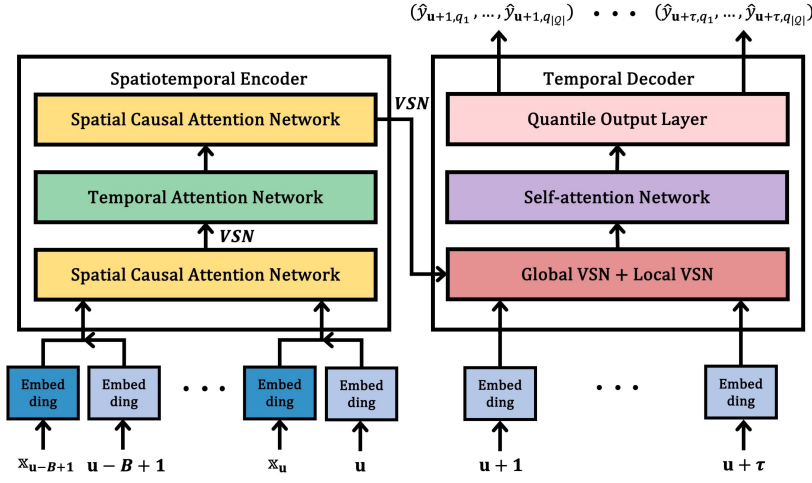 (ŷ𝐮+1,q₁, ..., ŷ𝐮+1,q|𝒬|) • • • (ŷ𝐮+τ,q₁, ..., ŷ𝐮+τ,q|𝒬|)
Spatiotemporal Encoder
Spatial Causal Attention Network
Temporal Attention Network
VSN
Spatial Causal Attention Network
VSN
Temporal Decoder
Quantile Output Layer
Self-attention Network
Global VSN + Local VSN
Embed
ding
Embed
ding
• • •
Embed
ding
Embed
ding
Embed
ding
• • •
Embed
ding
𝕩𝐮−B+1
𝐮 − B + 1
𝕩𝐮
𝐮
𝐮 + 1
𝐮 + τ